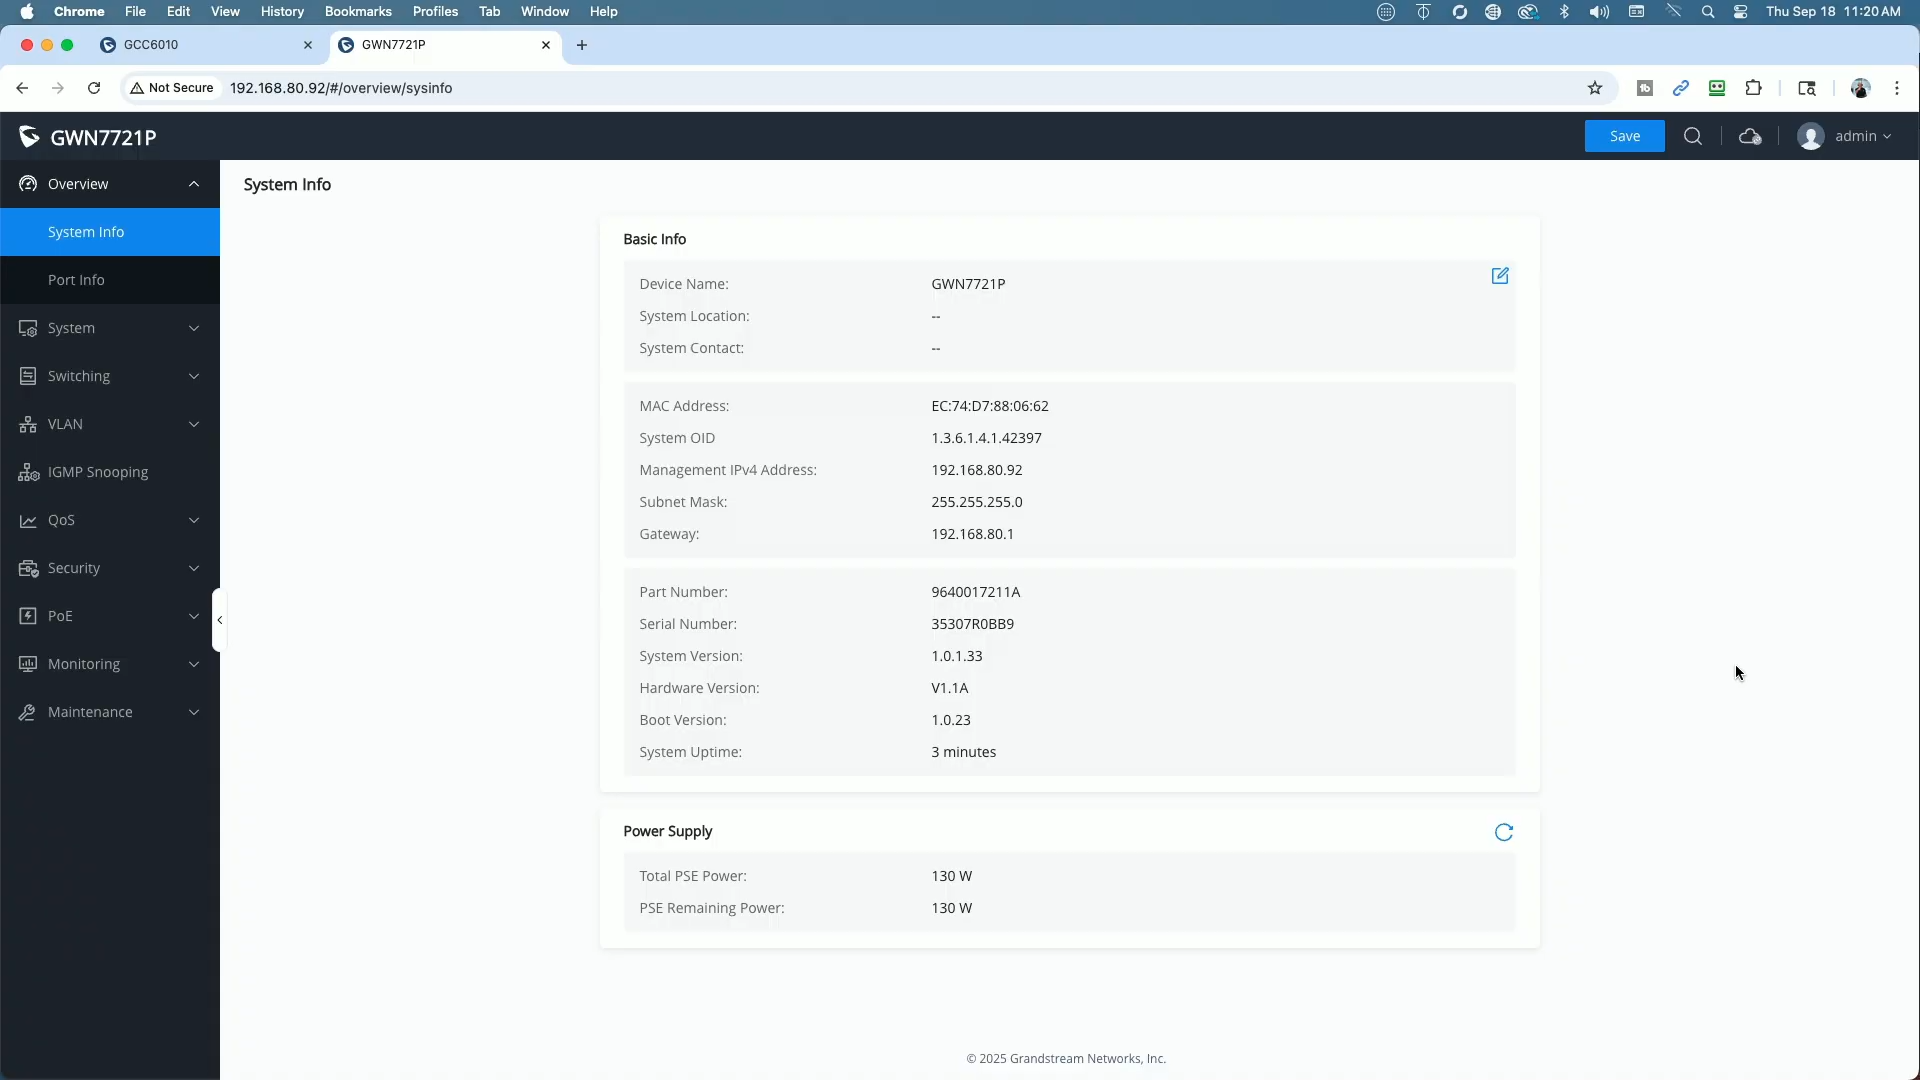 Chrome File Edit View History Bookmarks Profiles Tab Window Help Thu Sep 18 11:20 AM
GCC6010 GWN7721P
Not Secure 192.168.80.92/#/overview/sysinfo
GWN7721P Save admin
Overview
System Info
Port Info
System
Switching
VLAN
IGMP Snooping
QoS
Security
PoE
Monitoring
Maintenance
System Info
Basic Info
Device Name: GWN7721P
System Location: --
System Contact: --
MAC Address: EC:74:D7:88:06:62
System OID 1.3.6.1.4.1.42397
Management IPv4 Address: 192.168.80.92
Subnet Mask: 255.255.255.0
Gateway: 192.168.80.1
Part Number: 9640017211A
Serial Number: 35307R0BB9
System Version: 1.0.1.33
Hardware Version: V1.1A
Boot Version: 1.0.23
System Uptime: 3 minutes
Power Supply
Total PSE Power: 130 W
PSE Remaining Power: 130 W
© 2025 Grandstream Networks, Inc.